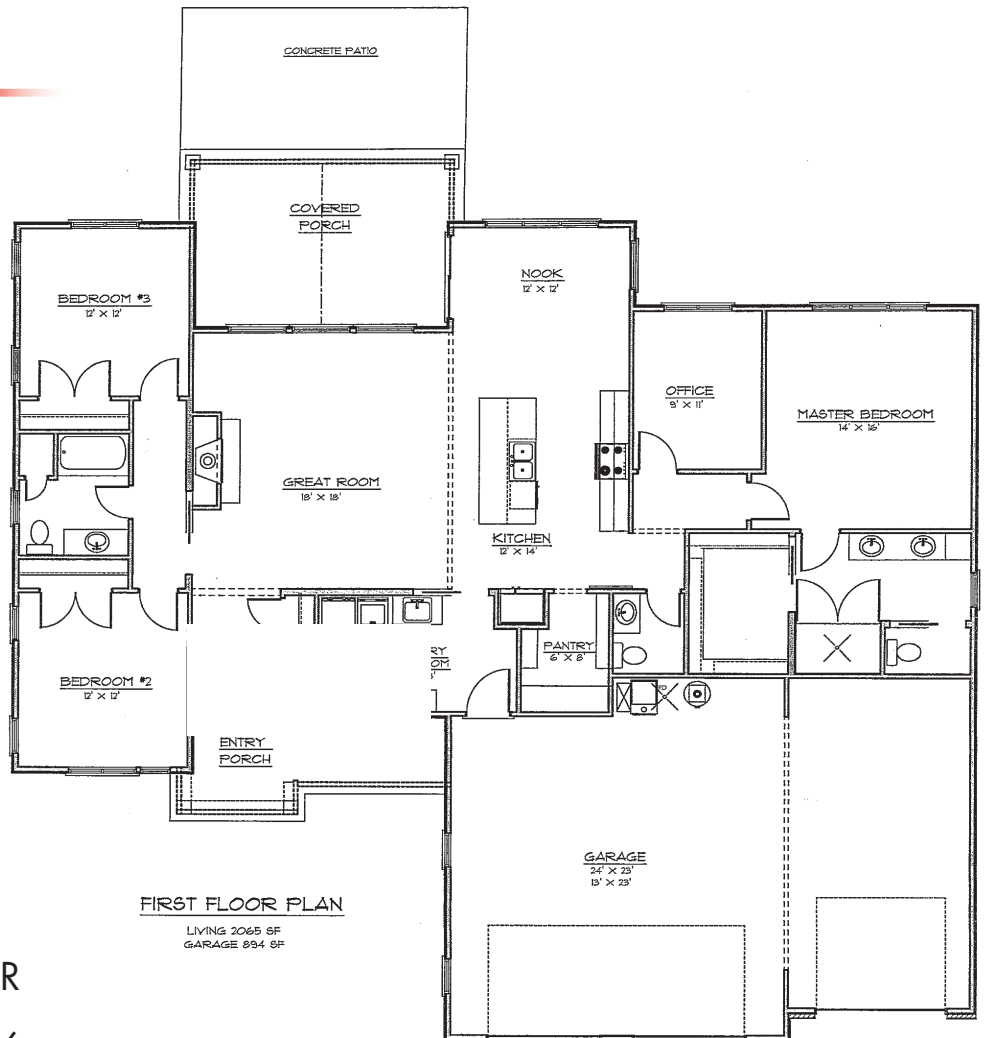 CONCRETE PATIO
COVERED
PORCH
NOOK
12' X 12'
BEDROOM #3
12' X 12'
OFFICE
9' X 11'
MASTER BEDROOM
14' X 16'
GREAT ROOM
18' X 18'
KITCHEN
12' X 14'
PANTRY
6' X 8'
RY
OM
BEDROOM #2
12' X 12'
ENTRY
PORCH
GARAGE
24' X 23'
13' X 23'
FIRST FLOOR PLAN
LIVING 2065 SF
GARAGE 894 SF
R